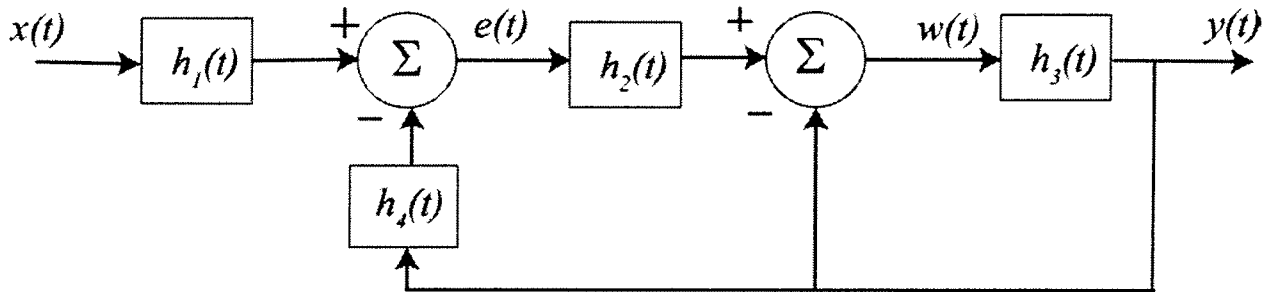 x(t) h₁(t) + Σ e(t) h₂(t) + Σ w(t) h₃(t) y(t)
− −
h₄(t)